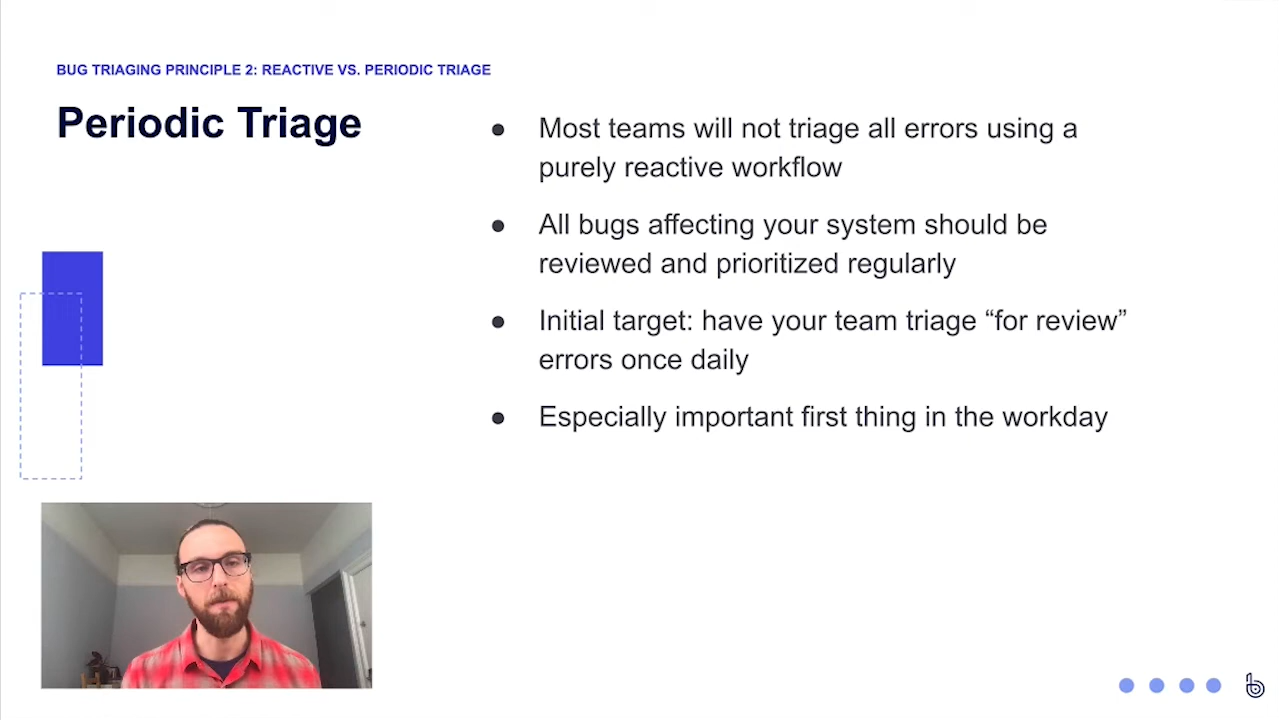 BUG TRIAGING PRINCIPLE 2: REACTIVE VS. PERIODIC TRIAGE
Periodic Triage
● Most teams will not triage all errors using a
purely reactive workflow
● All bugs affecting your system should be
reviewed and prioritized regularly
● Initial target: have your team triage “for review”
errors once daily
● Especially important first thing in the workday